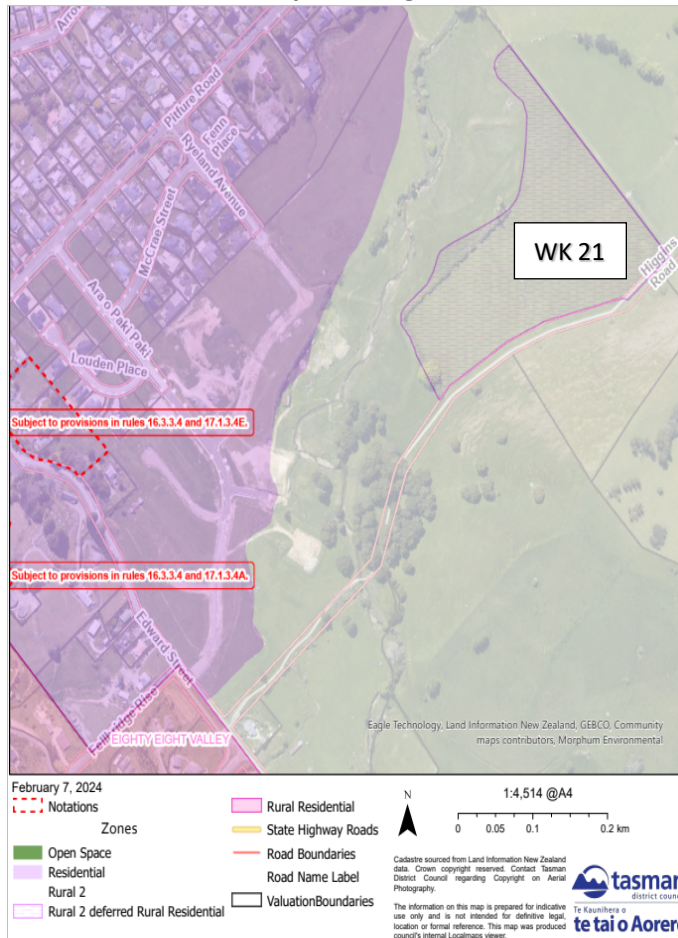 Pitfure Road
Fenn
Place
Ryeland Avenue
McCrae Street
Ara o Paki Paki
Louden Place
WK 21
Higgins
Road
Subject to provisions in rules 16.3.3.4 and 17.1.3.4E.
Subject to provisions in rules 16.3.3.4 and 17.1.3.4A.
Edward Street
EIGHTY EIGHT VALLEY
Eagle Technology, Land Information New Zealand, GEBCO, Community
maps contributors, Morphum Environmental
February 7, 2024
Notations
Zones
Open Space
Residential
Rural 2
Rural 2 deferred Rural Residential
Rural Residential
State Highway Roads
Road Boundaries
Road Name Label
ValuationBoundaries
N
1:4,514 @A4
0 0.05 0.1 0.2 km
Cadastre sourced from Land Information New Zealand
data. Crown copyright reserved. Contact Tasman
District Council regarding Copyright on Aerial
Photography.
The information on this map is prepared for indicative
use only and is not intended for definitive legal,
location or formal reference. This map was produced
council's internal Localmaps viewer.
tasman
district counc
Te Kaunihera o
te tai o Aorere